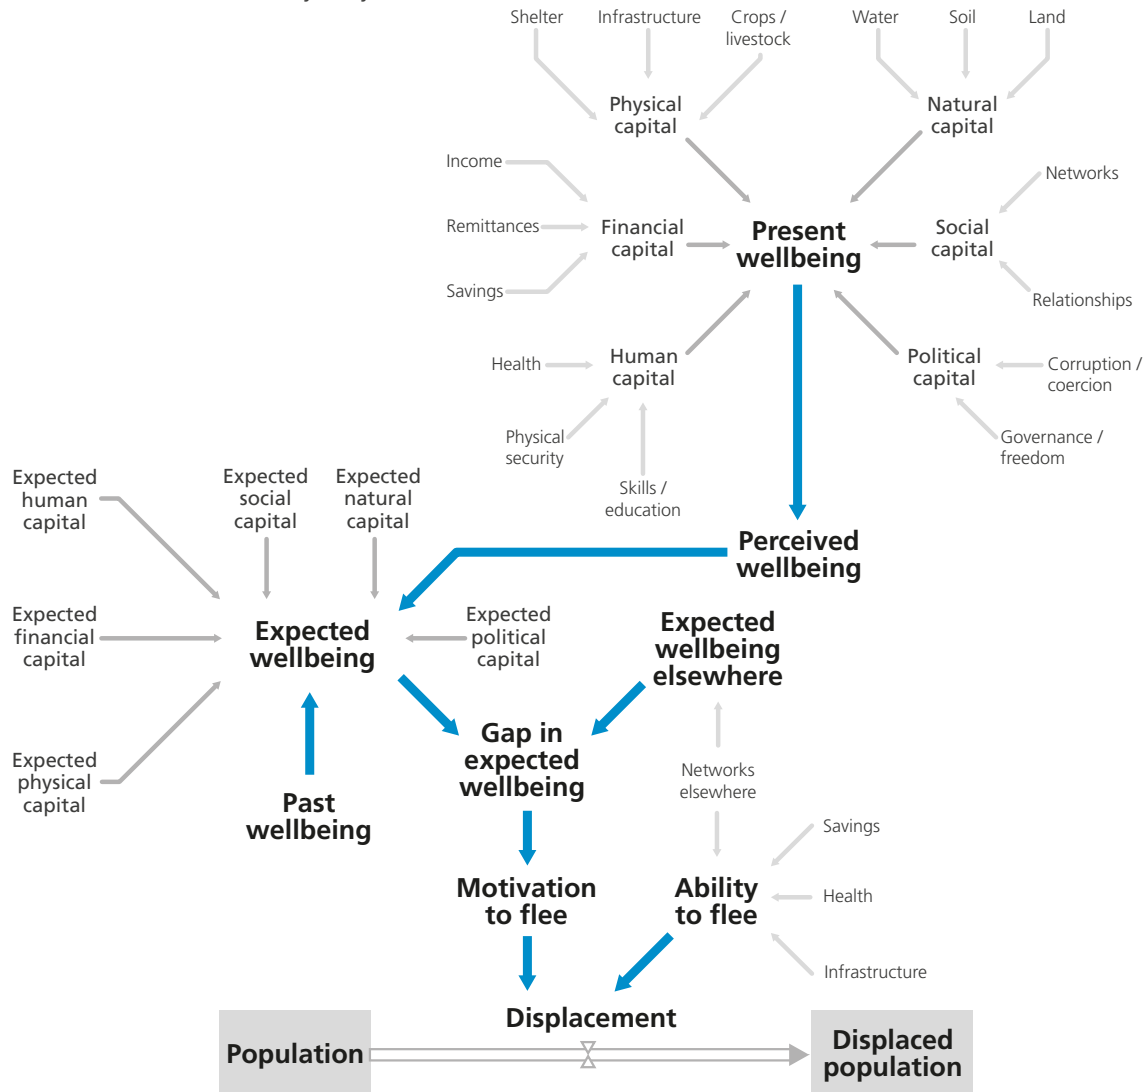 Shelter
Infrastructure
Crops /
livestock
Water
Soil
Land
Physical
capital
Natural
capital
Income
Networks
Remittances
Financial
capital
Present
wellbeing
Social
capital
Savings
Relationships
Health
Human
capital
Political
capital
Corruption /
coercion
Physical
security
Governance /
freedom
Skills /
education
Expected
human
capital
Expected
social
capital
Expected
natural
capital
Perceived
wellbeing
Expected
financial
capital
Expected
wellbeing
Expected
political
capital
Expected
wellbeing
elsewhere
Gap in
expected
wellbeing
Expected
physical
capital
Networks
elsewhere
Past
wellbeing
Savings
Motivation
to flee
Ability
to flee
Health
Infrastructure
Displacement
Population
Displaced
population